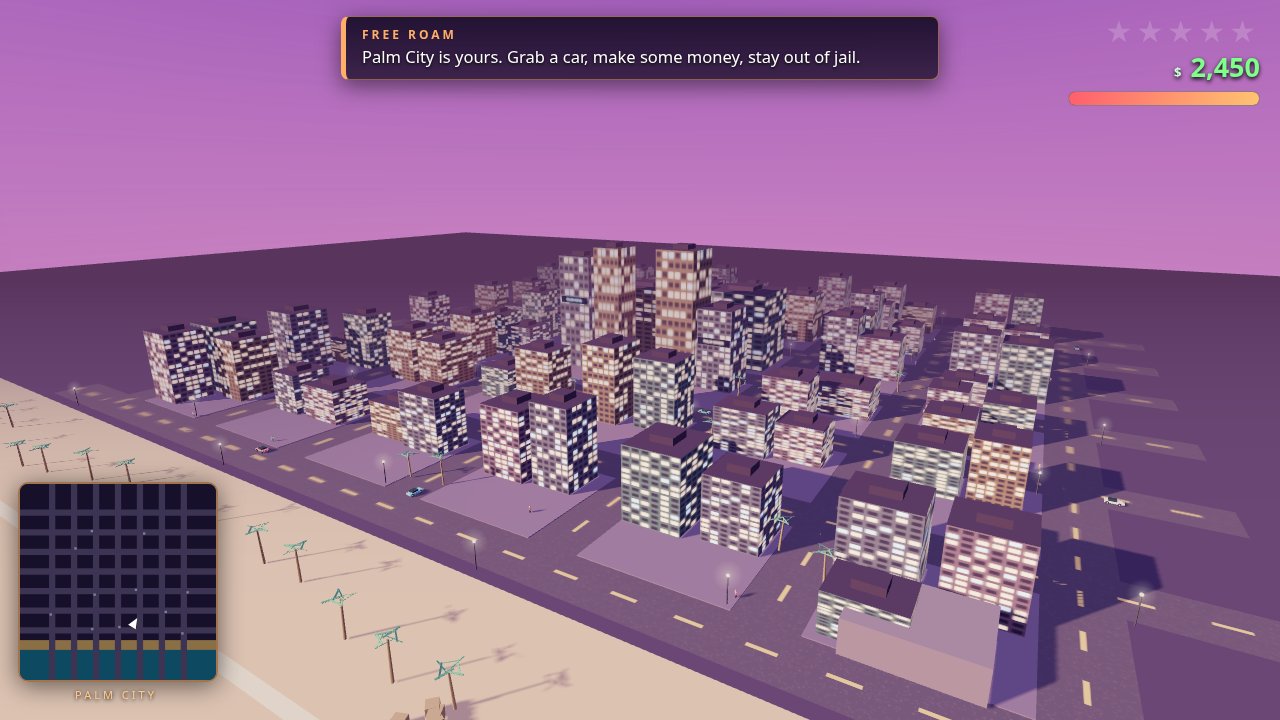 FREE ROAM
Palm City is yours. Grab a car, make some money, stay out of jail.
$ 2,450
PALM CITY